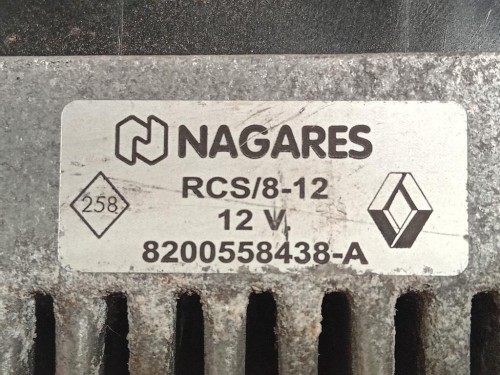 NAGARES
RCS/8-12
258
12 V.
8200558438-A